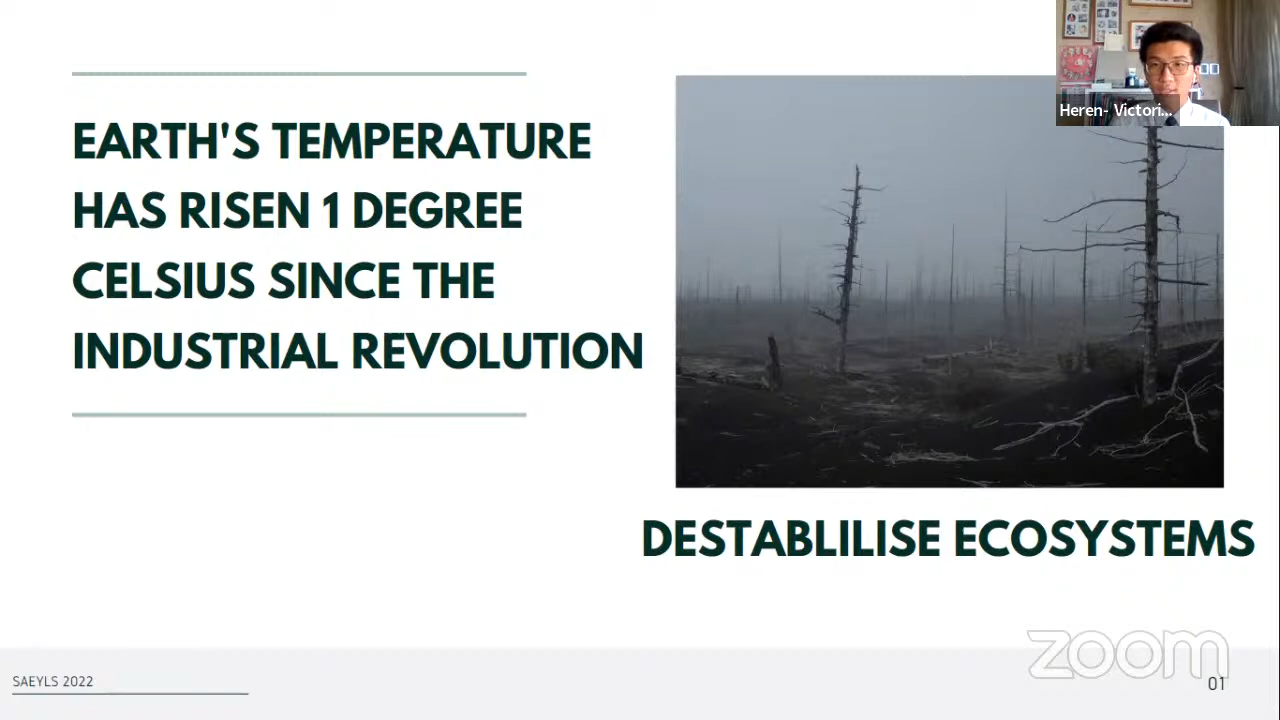 EARTH'S TEMPERATURE
HAS RISEN 1 DEGREE
CELSIUS SINCE THE
INDUSTRIAL REVOLUTION
Heren- Victori...
DESTABLILISE ECOSYSTEMS
zoom
SAEYLS 2022
01